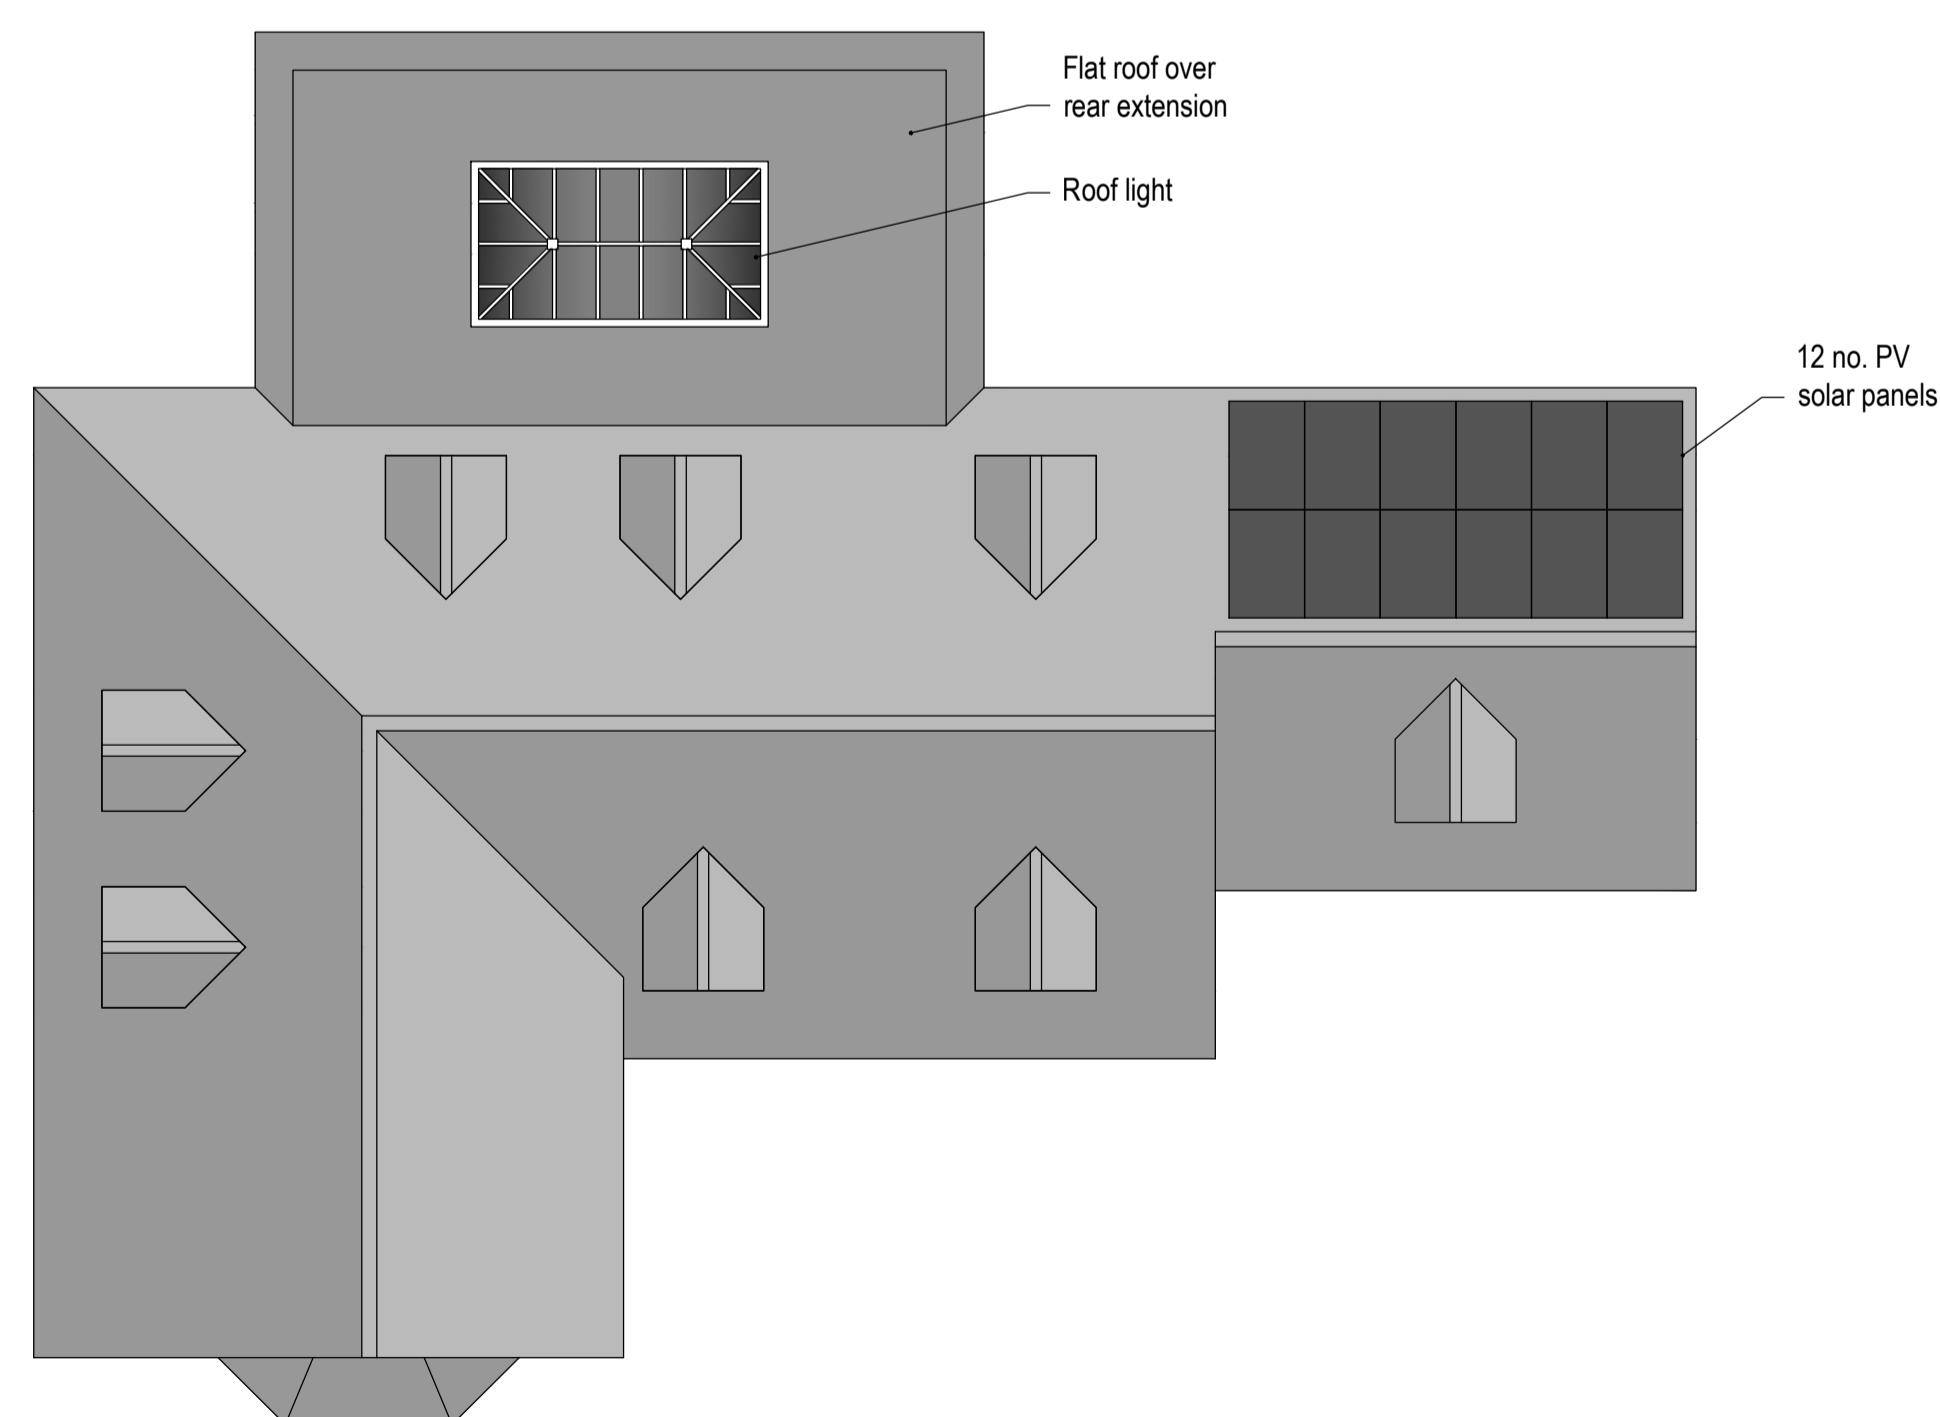 Flat roof over
rear extension
Roof light
12 no. PV
solar panels